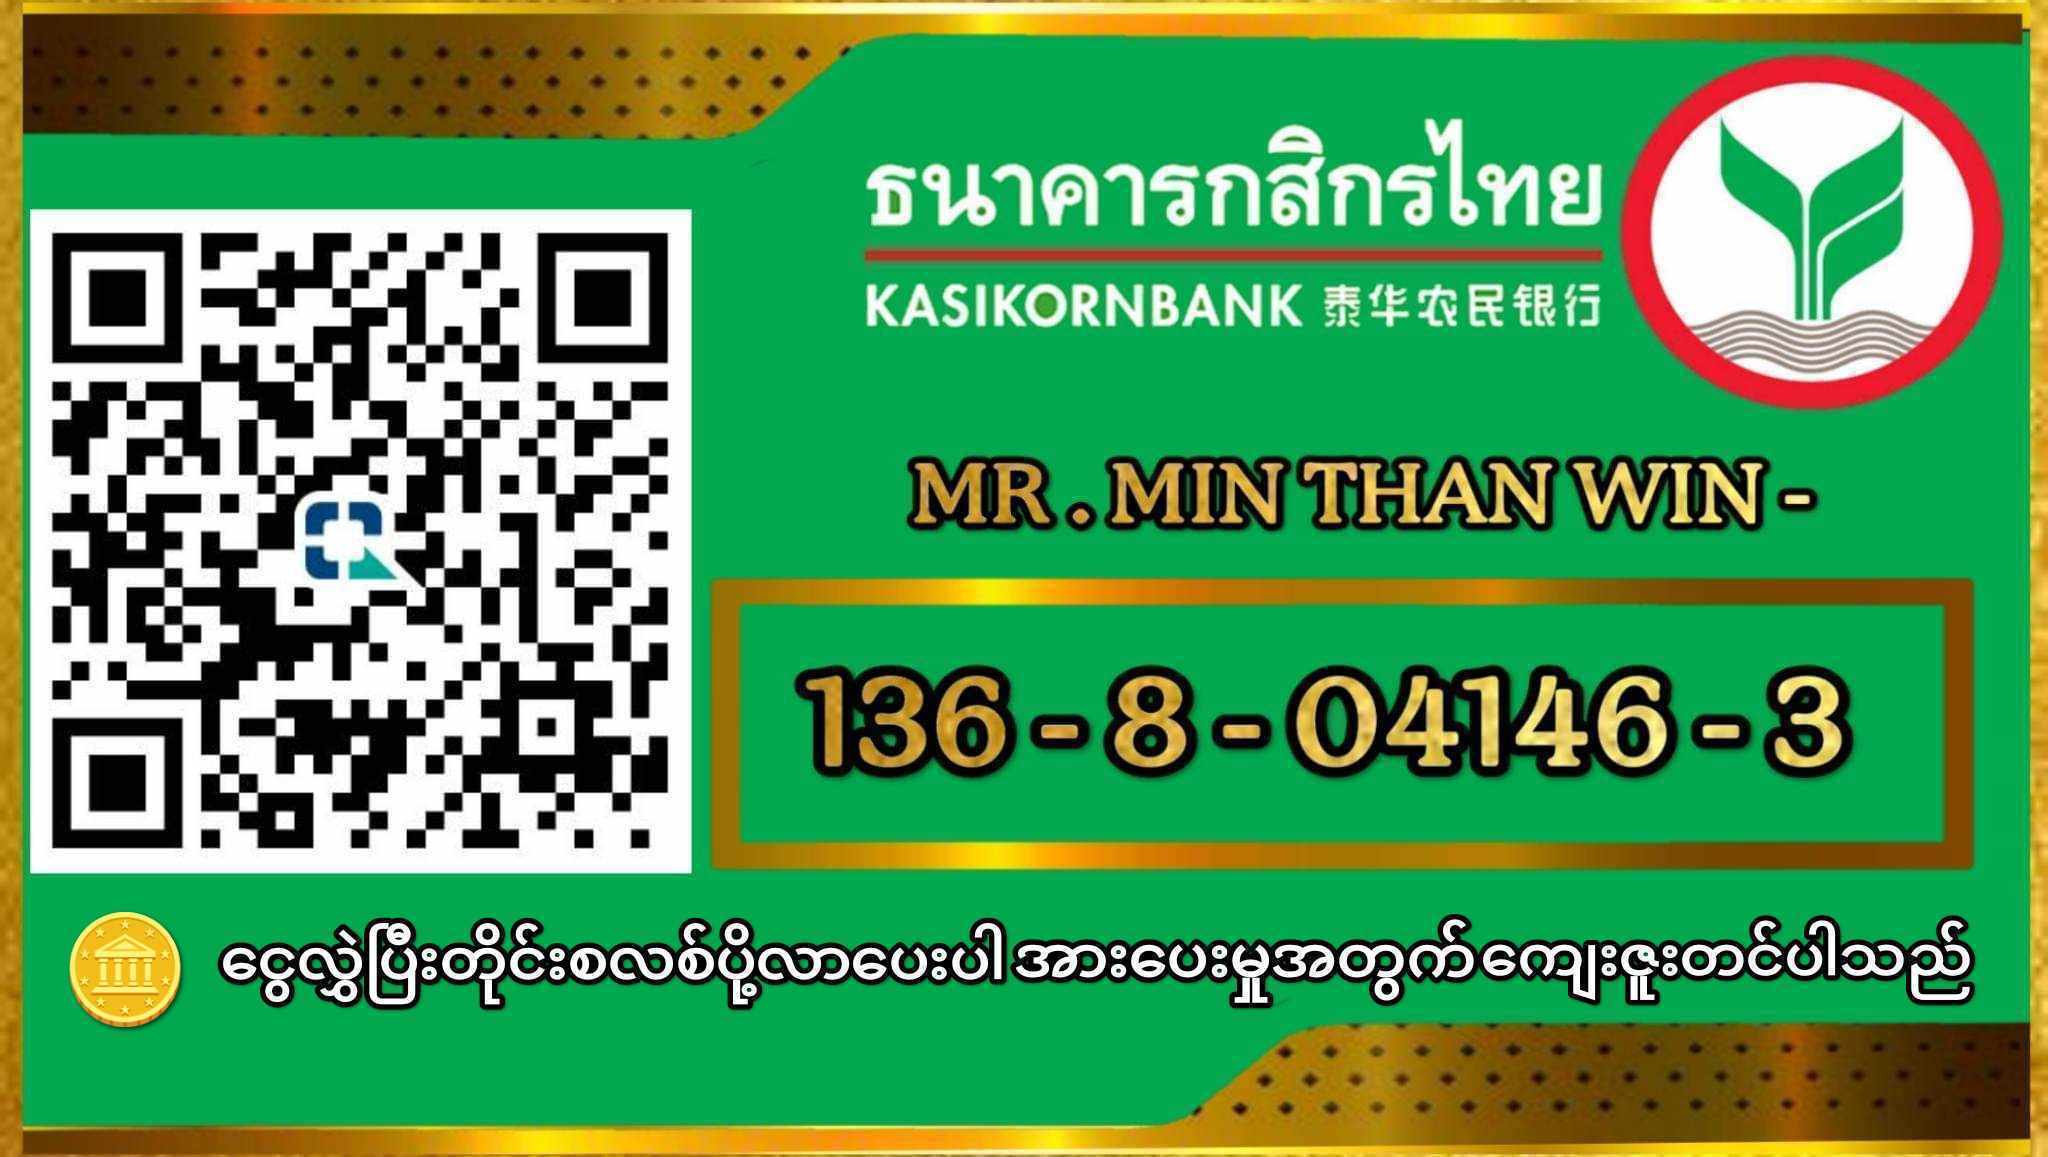 ธนาคารกสิกรไทย
KASIKORNBANK 泰华农民银行
MR . MIN THAN WIN -
136 - 8 - 04146 - 3
ငွေလွှဲပြီးတိုင်းစလစ်ပို့လာပေးပါ အားပေးမှုအတွက် ကျေးဇူးတင်ပါသည်